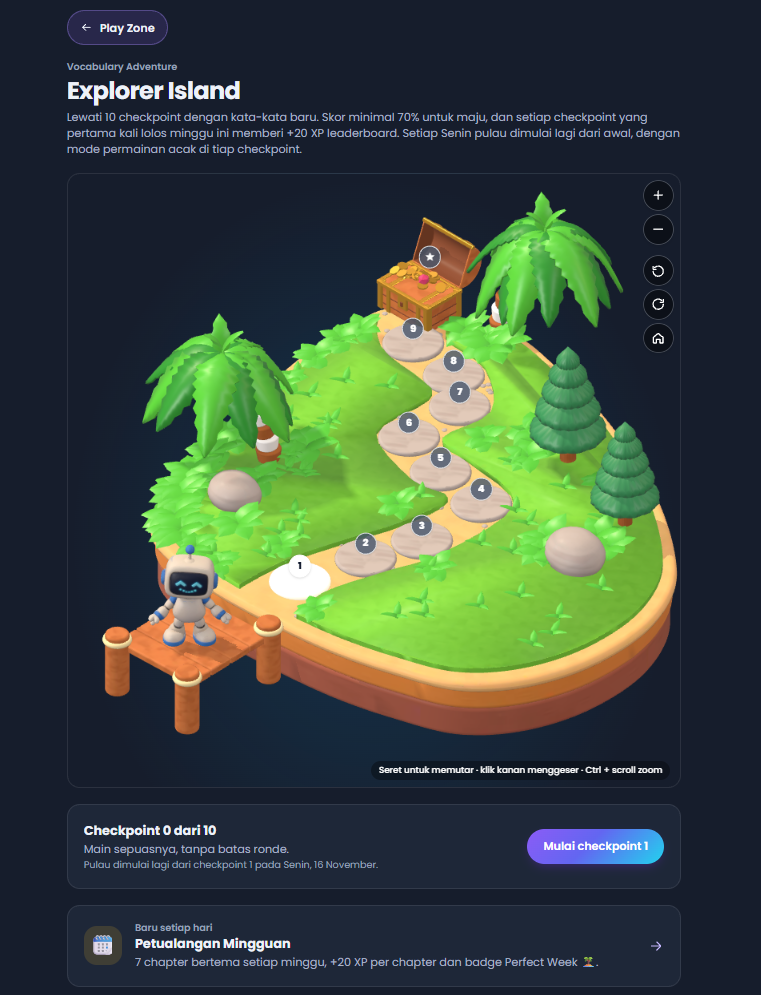 ← Play Zone
Vocabulary Adventure
Explorer Island
Lewati 10 checkpoint dengan kata-kata baru. Skor minimal 70% untuk maju, dan setiap checkpoint yang
pertama kali lolos minggu ini memberi +20 XP leaderboard. Setiap Senin pulau dimulai lagi dari awal, dengan
mode permainan acak di tiap checkpoint.
9
8
7
6
5
4
3
2
1
Seret untuk memutar · klik kanan menggeser · Ctrl + scroll zoom
Checkpoint 0 dari 10
Main sepuasnya, tanpa batas ronde.
Pulau dimulai lagi dari checkpoint 1 pada Senin, 16 November.
Mulai checkpoint 1
Baru setiap hari
Petualangan Mingguan
7 chapter bertema setiap minggu, +20 XP per chapter dan badge Perfect Week 🏝️.